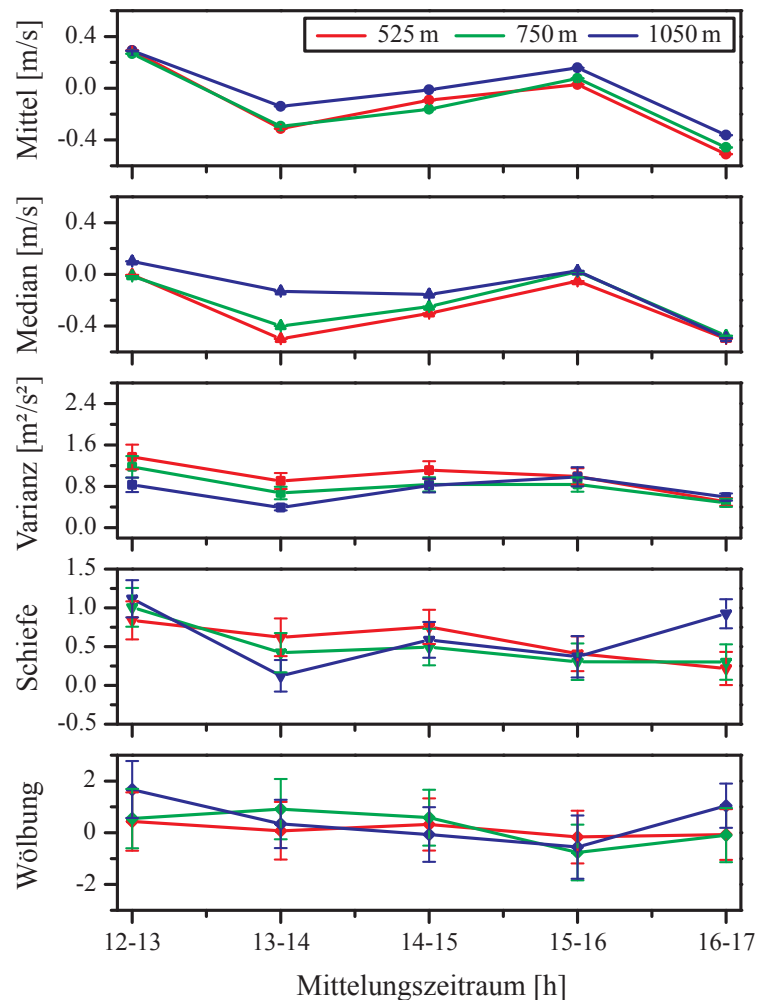 525 m 750 m 1050 m
Mittel [m/s]
0.4
0.0
-0.4
Median [m/s]
0.4
0.0
-0.4
Varianz [m²/s²]
2.4
1.6
0.8
0.0
Schiefe
1.5
1.0
0.5
0.0
-0.5
Wölbung
2
0
-2
12-13 13-14 14-15 15-16 16-17
Mittelungszeitraum [h]